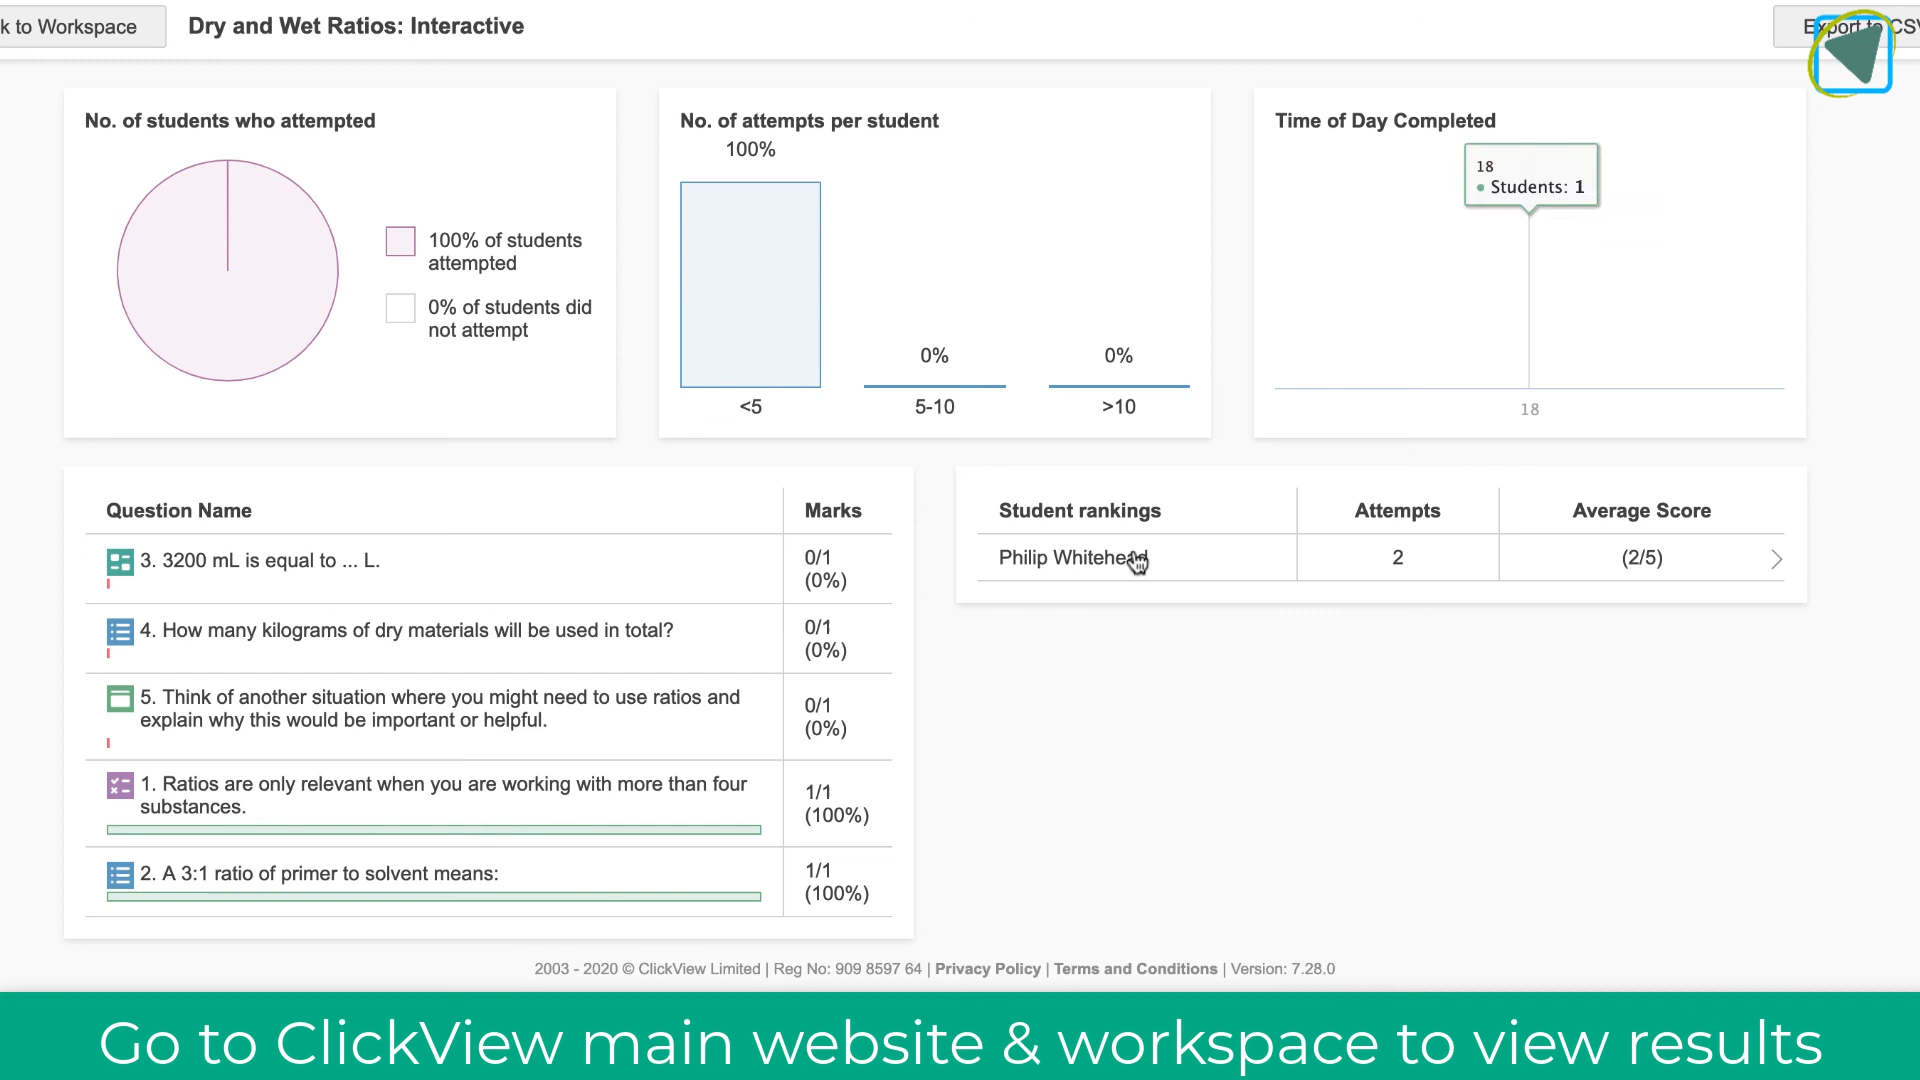 k to Workspace
Dry and Wet Ratios: Interactive
Export to CSV
No. of students who attempted
100% of students
attempted
0% of students did
not attempt
No. of attempts per student
100%
0%
0%
<5
5-10
>10
Time of Day Completed
18
Students: 1
18
Question Name
Marks
3. 3200 mL is equal to ... L.
0/1
(0%)
4. How many kilograms of dry materials will be used in total?
0/1
(0%)
5. Think of another situation where you might need to use ratios and
explain why this would be important or helpful.
0/1
(0%)
1. Ratios are only relevant when you are working with more than four
substances.
1/1
(100%)
2. A 3:1 ratio of primer to solvent means:
1/1
(100%)
Student rankings
Attempts
Average Score
Philip Whitehead
2
(2/5)
2003 - 2020 © ClickView Limited | Reg No: 909 8597 64 | Privacy Policy | Terms and Conditions | Version: 7.28.0
Go to ClickView main website & workspace to view results